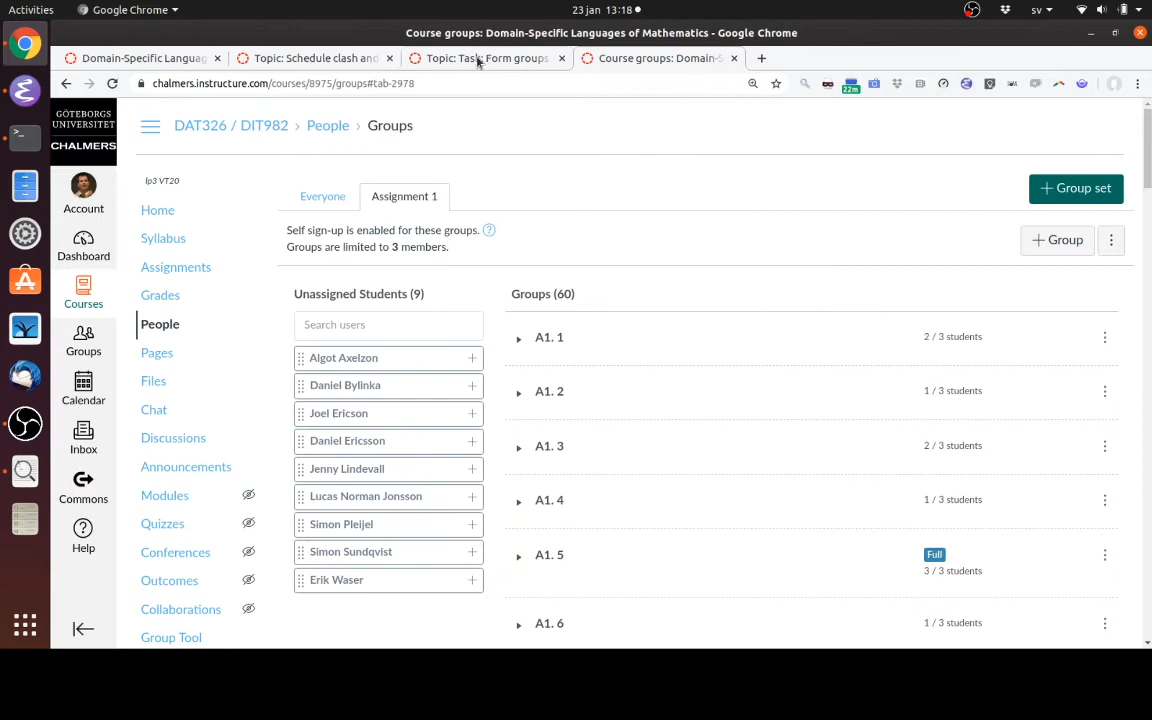 Activities
Google Chrome
23 jan 13:18
sv
Course groups: Domain-Specific Languages of Mathematics - Google Chrome
Domain-Specific Languag
Topic: Schedule clash and
Topic: Task: Form groups
Course groups: Domain-S
chalmers.instructure.com/courses/8975/groups#tab-2978
22m
GÖTEBORGS
UNIVERSITET
CHALMERS
Account
Dashboard
Courses
Groups
Calendar
Inbox
Commons
Help
DAT326 / DIT982 › People › Groups
lp3 VT20
Home
Syllabus
Assignments
Grades
People
Pages
Files
Chat
Discussions
Announcements
Modules
Quizzes
Conferences
Outcomes
Collaborations
Group Tool
Everyone
Assignment 1
+ Group set
Self sign-up is enabled for these groups. ?
Groups are limited to 3 members.
+ Group
Unassigned Students (9)
Search users
Algot Axelzon
Daniel Bylinka
Joel Ericson
Daniel Ericsson
Jenny Lindevall
Lucas Norman Jonsson
Simon Pleijel
Simon Sundqvist
Erik Waser
Groups (60)
A1. 1
2 / 3 students
A1. 2
1 / 3 students
A1. 3
2 / 3 students
A1. 4
1 / 3 students
A1. 5
Full
3 / 3 students
A1. 6
1 / 3 students